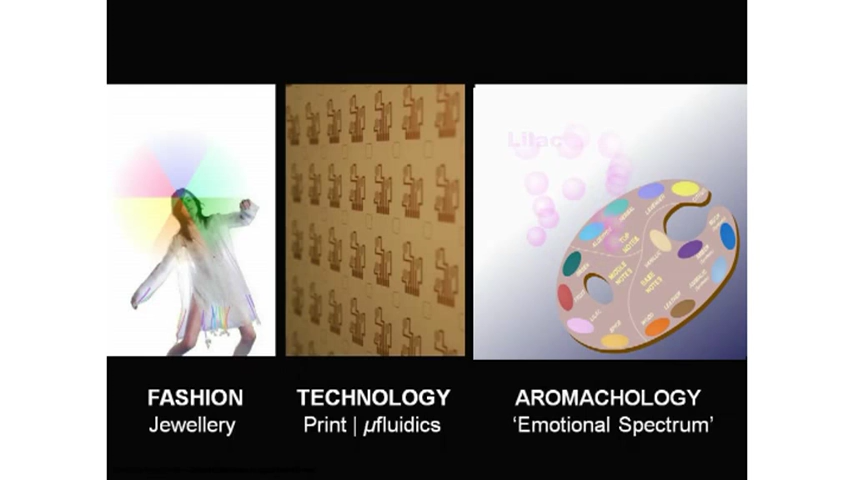 Lilac
TOP
NOTES
MIDDLE
NOTES
BASE
NOTES
FASHION
Jewellery
TECHNOLOGY
Print | µfluidics
AROMACHOLOGY
‘Emotional Spectrum’